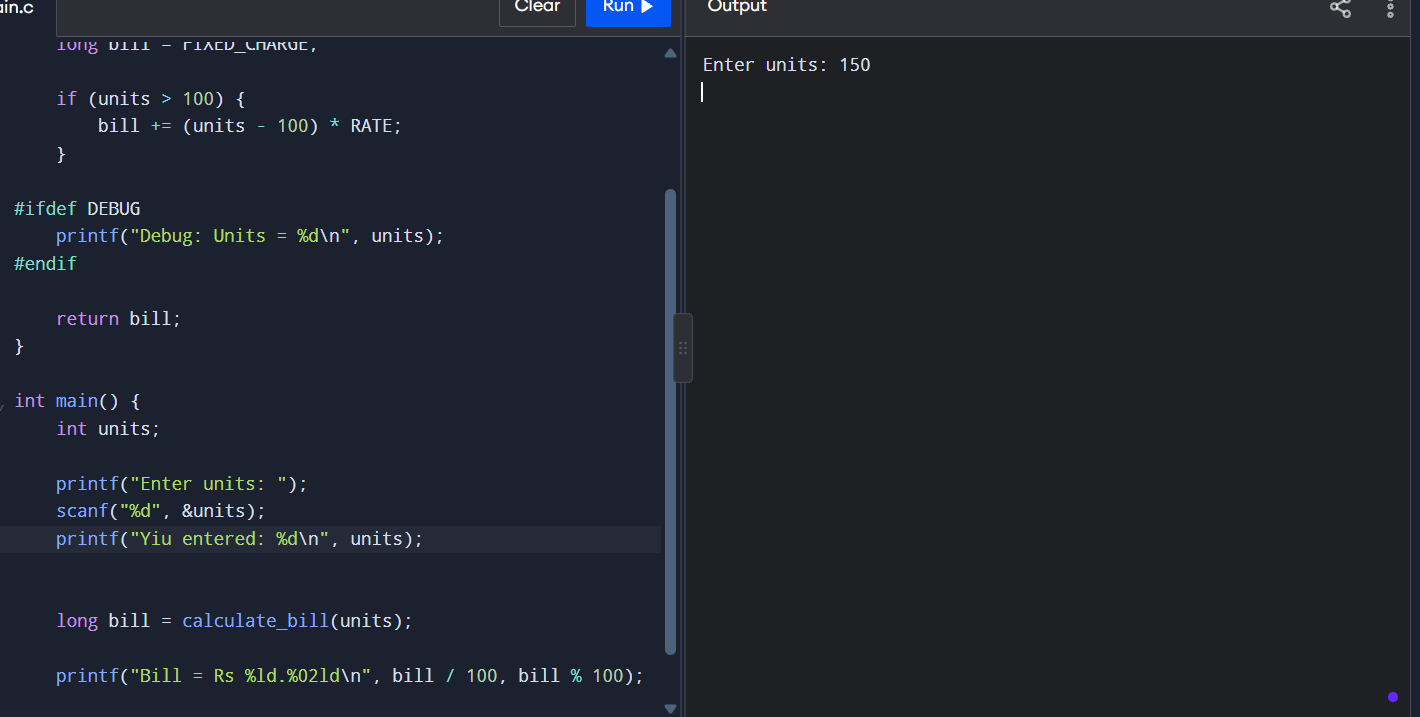 ain.c
Clear
Run
Output
long bill = FIXED_CHARGE;
if (units > 100) {
bill += (units - 100) * RATE;
}
#ifdef DEBUG
printf("Debug: Units = %d\n", units);
#endif
return bill;
}
int main() {
int units;
printf("Enter units: ");
scanf("%d", &units);
printf("Yiu entered: %d\n", units);
long bill = calculate_bill(units);
printf("Bill = Rs %ld.%02ld\n", bill / 100, bill % 100);
Enter units: 150